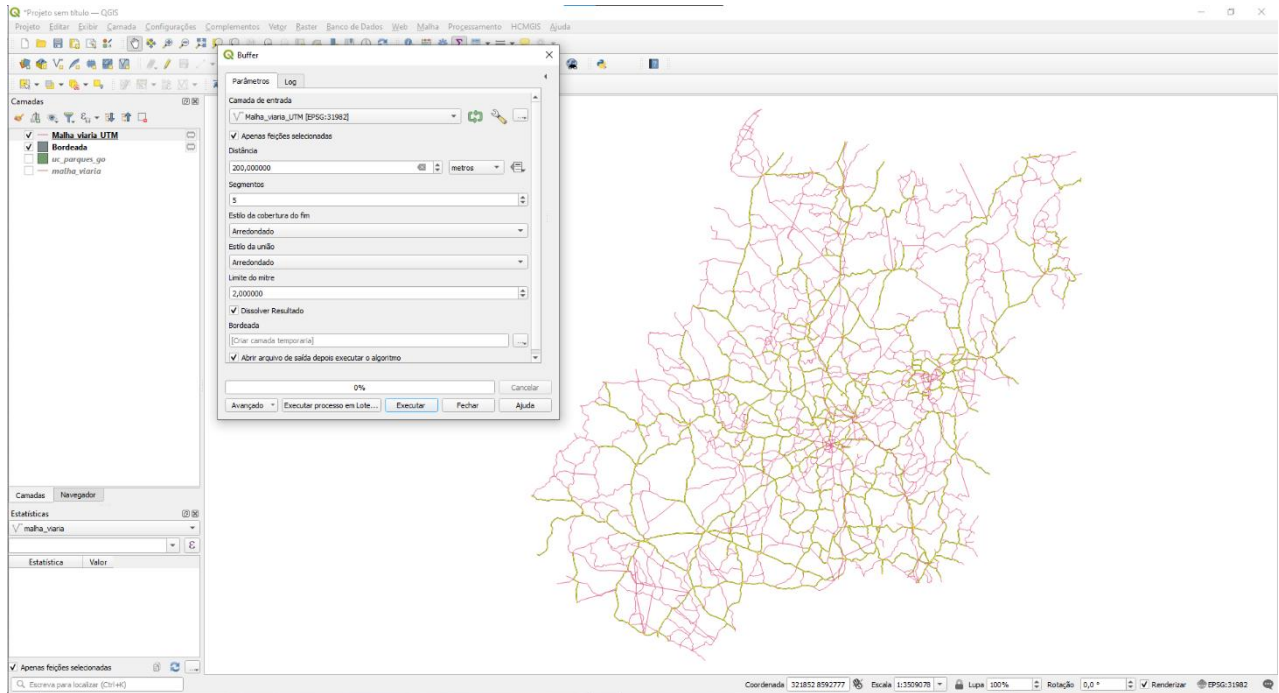 *Projeto sem título — QGIS
Projeto Editar Exibir Camada Configurações Complementos Vetor Raster Banco de Dados Web Malha Processamento HCMGIS Ajuda
Buffer
Parâmetros Log
Camada de entrada
Malha_viaria_UTM [EPSG:31982]
Apenas feições selecionadas
Distância
200,000000 metros
Segmentos
5
Estilo da cobertura do fim
Arredondado
Estilo da união
Arredondado
Limite do mitre
2,000000
Dissolver Resultado
Bordeada
[Criar camada temporaria]
Abrir arquivo de saída depois executar o algoritmo
0% Cancelar
Avançado Executar processo em Lote... Executar Fechar Ajuda
Camadas
Malha viaria UTM
Bordeada
uc_parques_go
malha_viaria
Camadas Navegador
Estatísticas
malha_viaria
Estatística Valor
Apenas feições selecionadas
Escreva para localizar (Ctrl+K)
Coordenada 321852 8592777 Escala 1:3509078 Lupa 100% Rotação 0,0 ° Renderizar EPSG:31982